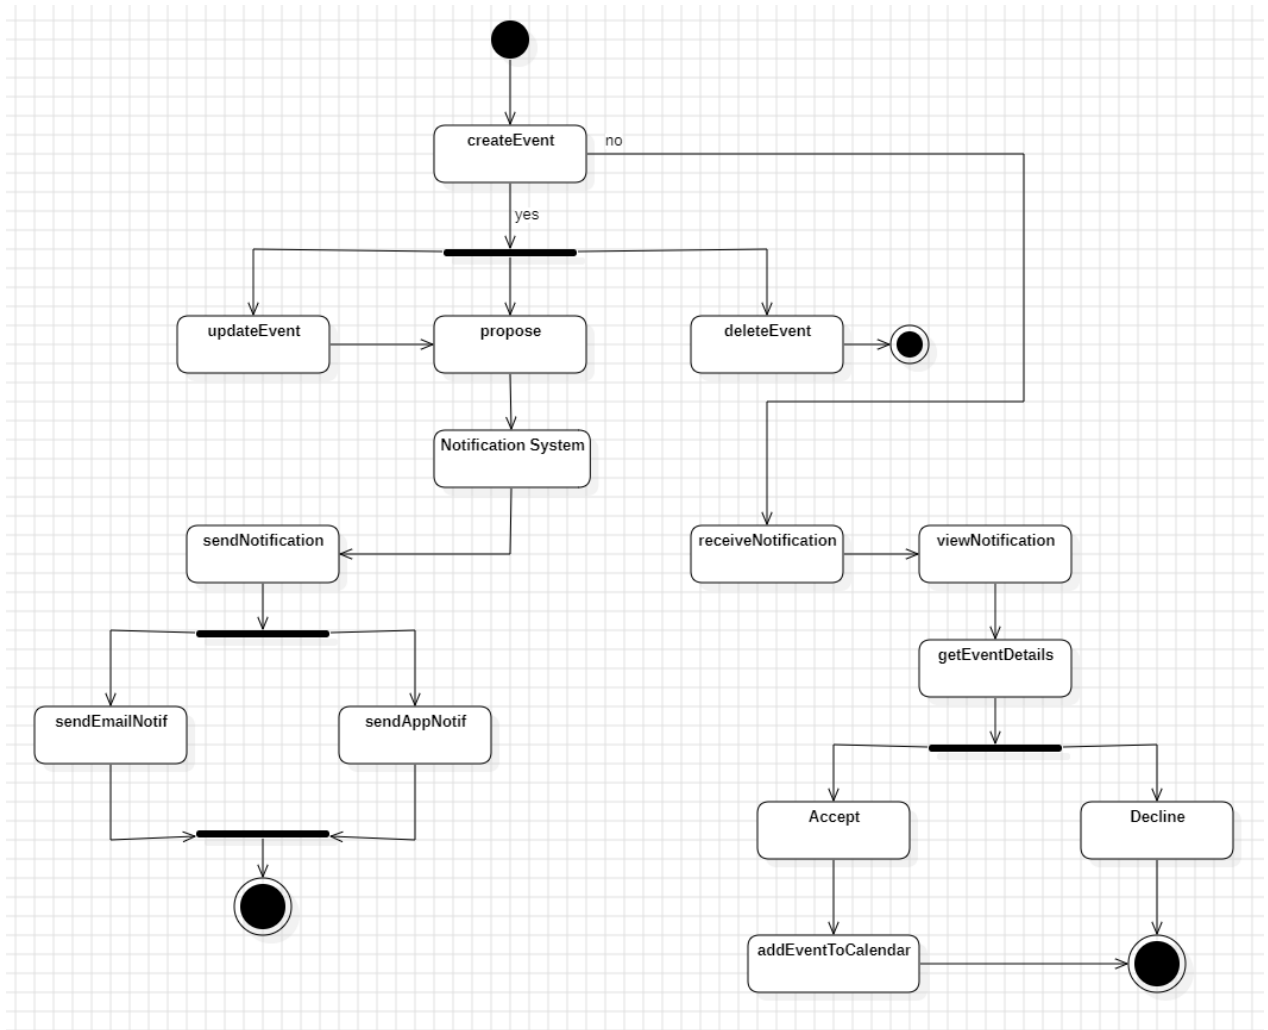 createEvent
no
yes
updateEvent
propose
deleteEvent
Notification System
sendNotification
receiveNotification
viewNotification
getEventDetails
sendEmailNotif
sendAppNotif
Accept
Decline
addEventToCalendar